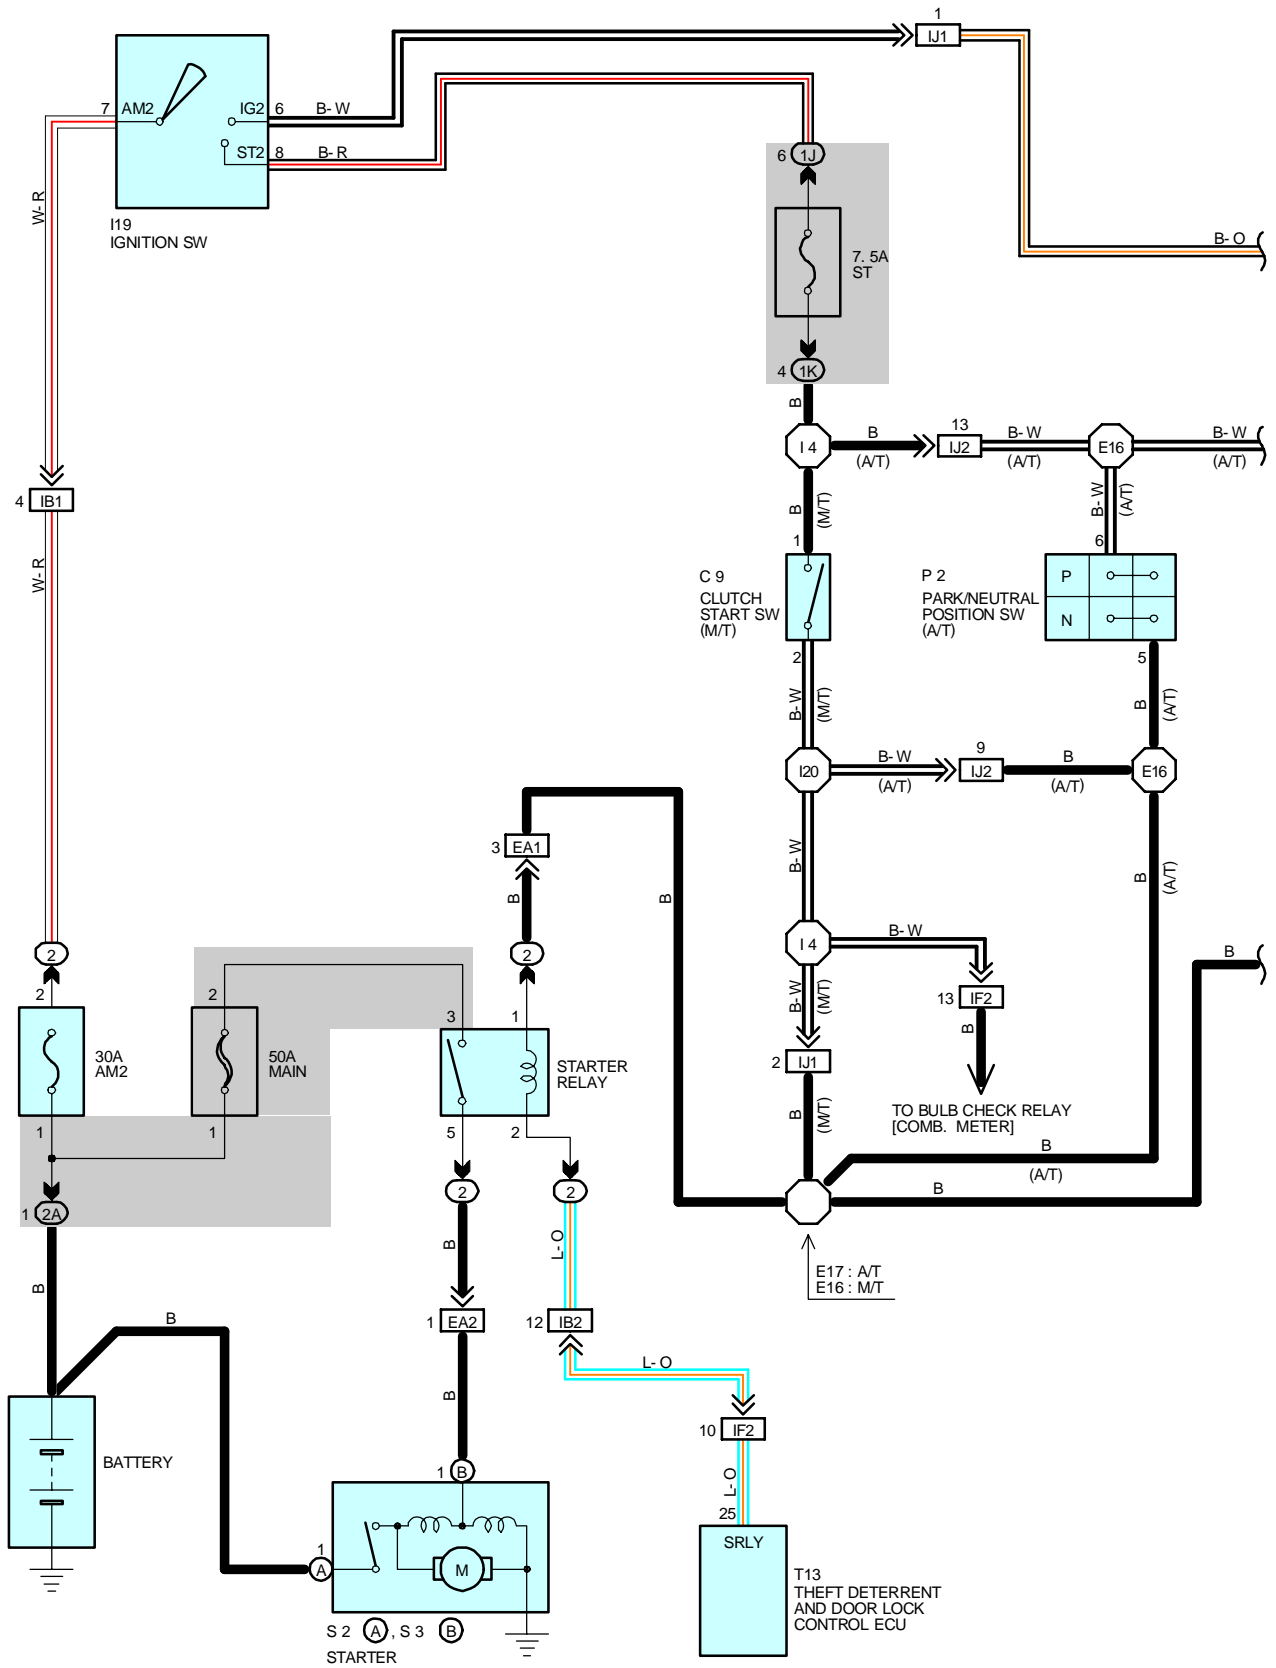 1
IJ1
7
AM2
IG2
6
B-W
ST2
8
B-R
6
1J
W-R
I19
IGNITION SW
B-O
7. 5A
ST
4
1K
B
I 4
B
(A/T)
13
IJ2
B-W
(A/T)
E16
B-W
(A/T)
4
IB1
B
(M/T)
B-W
(A/T)
1
6
W-R
C 9
CLUTCH
START SW
(M/T)
P 2
PARK/NEUTRAL
POSITION SW
(A/T)
P
N
2
5
B-W
(M/T)
B
(A/T)
I20
B-W
(A/T)
9
IJ2
B
(A/T)
E16
3
EA1
B
B
B-W
B
(A/T)
2
2
I 4
B-W
B
2
2
3
1
B-W
(M/T)
13
IF2
B
30A
AM2
50A
MAIN
STARTER
RELAY
2
IJ1
B
(M/T)
TO BULB CHECK RELAY
[COMB. METER]
1
1
5
2
B
(A/T)
1
2A
2
2
B
B
B
L-O
E17 : A/T
E16 : M/T
B
1
EA2
12
IB2
L-O
B
10
IF2
BATTERY
1
B
L-O
25
SRLY
1
A
M
T13
THEFT DETERRENT
AND DOOR LOCK
CONTROL ECU
S 2 A , S 3 B
STARTER